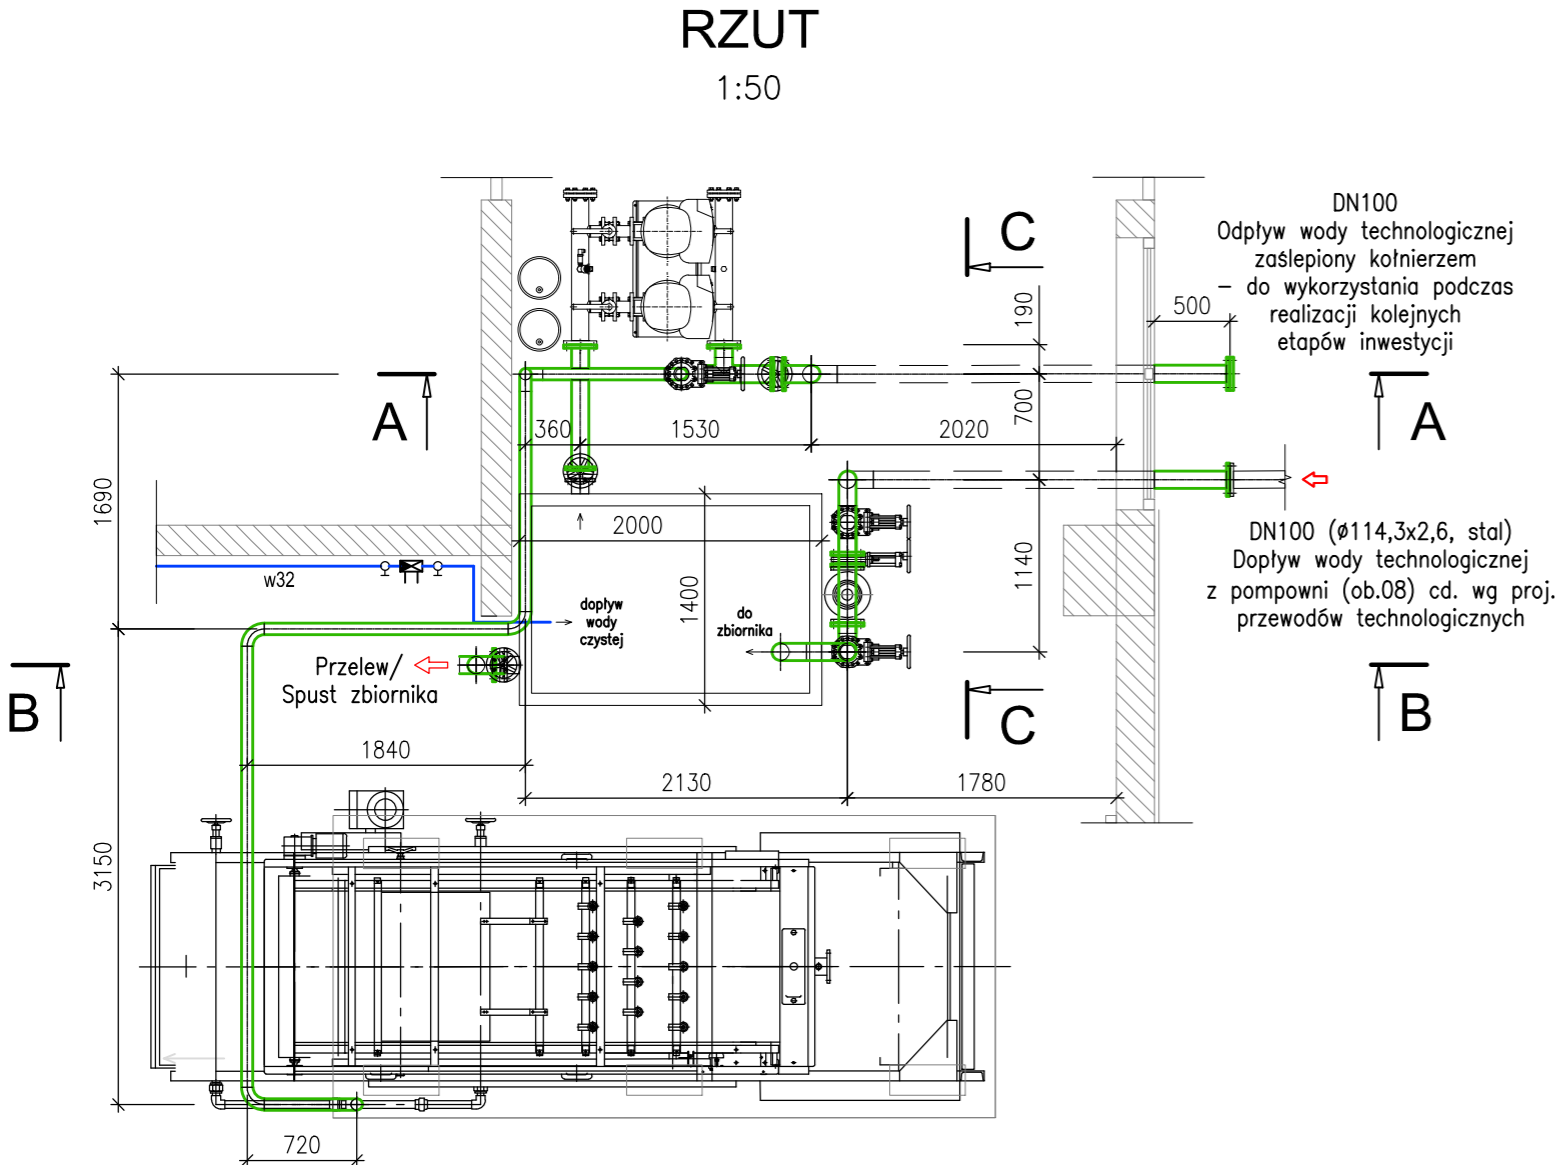 RZUT
1:50
DN100
Odpływ wody technologicznej
zaślepiony kołnierzem
– do wykorzystania podczas
realizacji kolejnych
etapów inwestycji
C
190
500
A
700
A
360
1530
2020
1690
2000
DN100 (ø114,3x2,6, stal)
Dopływ wody technologicznej
z pompowni (ob.08) cd. wg proj.
przewodów technologicznych
w32
1400
1140
dopływ
wody
czystej
do
zbiornika
Przelew/
Spust zbiornika
B
C
B
1840
2130
1780
3150
720